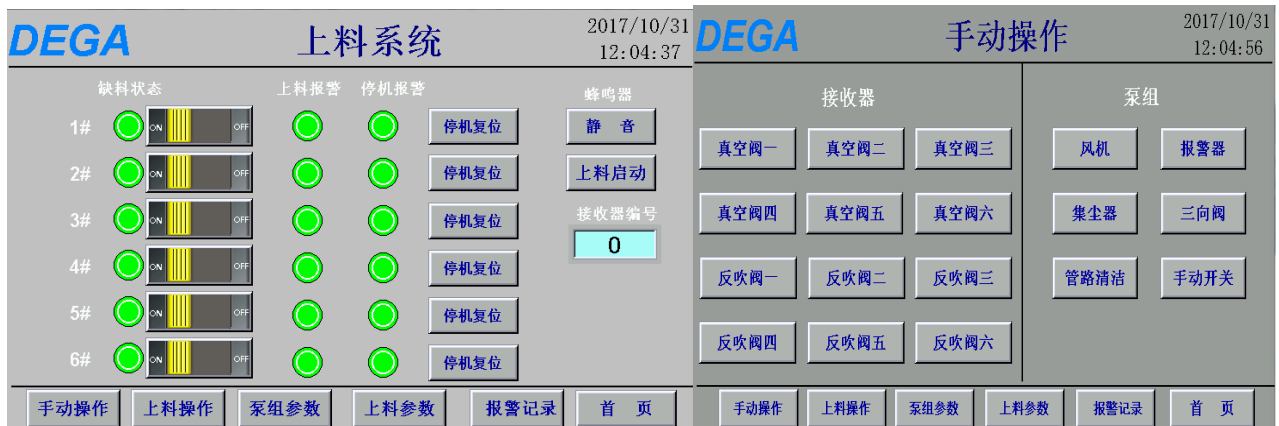 DEGA
上料系统
2017/10/31
12:04:37
缺料状态 上料报警 停机报警
蜂鸣器
1# ON OFF 停机复位 静 音
2# ON OFF 停机复位 上料启动
3# ON OFF 停机复位 接收器编号
0
4# ON OFF 停机复位
5# ON OFF 停机复位
6# ON OFF 停机复位
手动操作 上料操作 泵组参数 上料参数 报警记录 首 页
DEGA
手动操作
2017/10/31
12:04:56
接收器 泵组
真空阀一 真空阀二 真空阀三 风机 报警器
真空阀四 真空阀五 真空阀六 集尘器 三向阀
反吹阀一 反吹阀二 反吹阀三 管路清洁 手动开关
反吹阀四 反吹阀五 反吹阀六
手动操作 上料操作 泵组参数 上料参数 报警记录 首 页